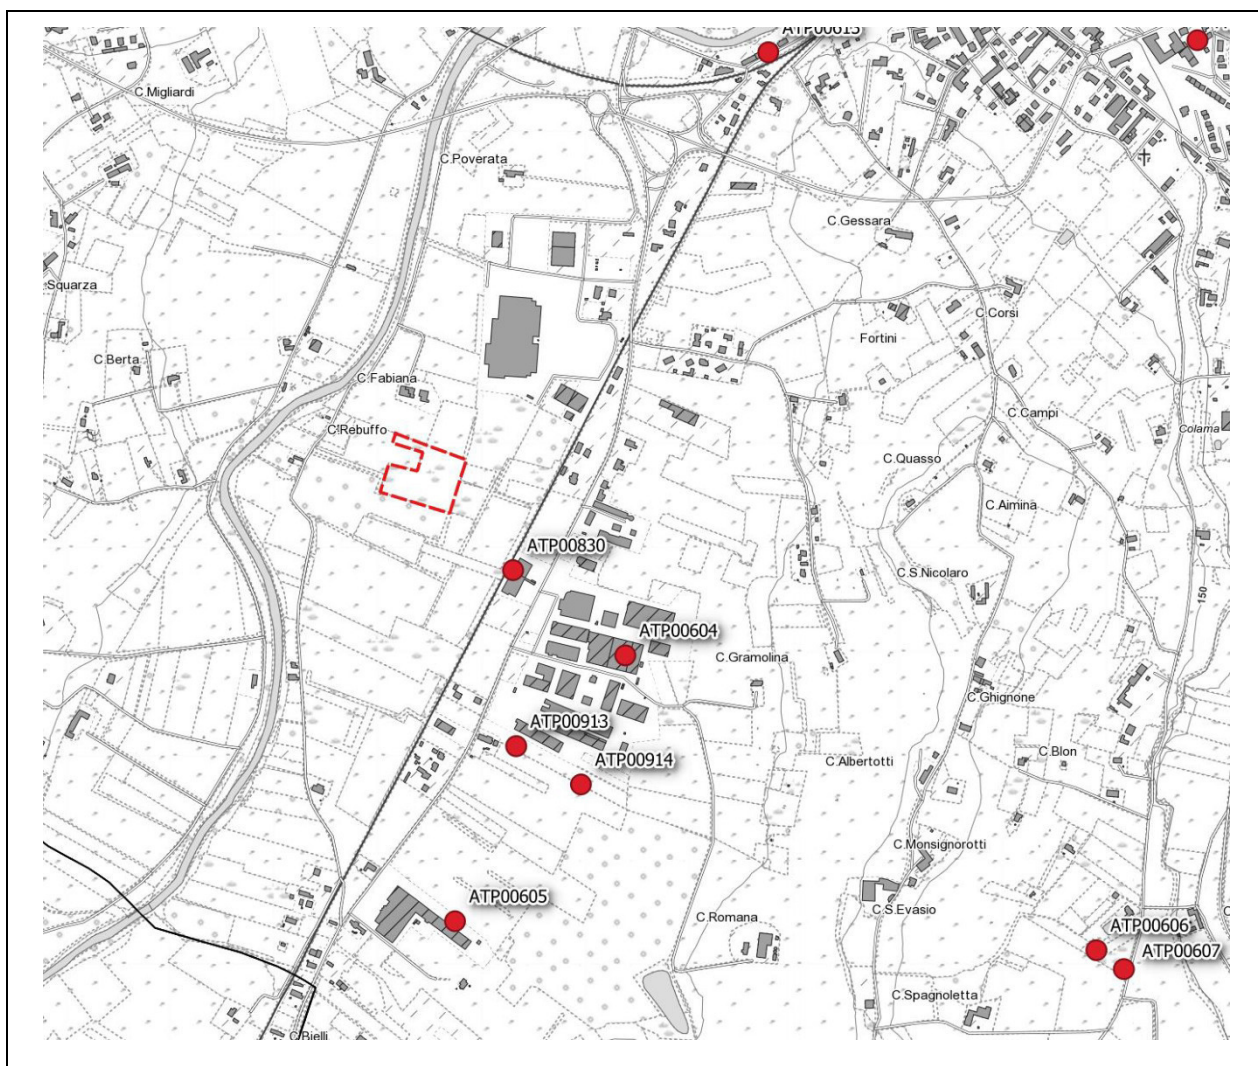 ATP00613
C.Migliardi
C.Poverata
C.Gessara
Squarza
C.Corsi
Fortini
C.Berta
C.Fabiana
C.Campi
C.Rebuffo
Colama
C.Quasso
C.Aimina
ATP00830
C.S.Nicolaro
150
ATP00604
C.Gramolina
C.Ghignone
ATP00913
C.Blon
ATP00914
C.Albertotti
C.Monsignorotti
ATP00605
C.S.Evasio
C.Romana
ATP00606
ATP00607
C.Spagnoletta
C.Bielli